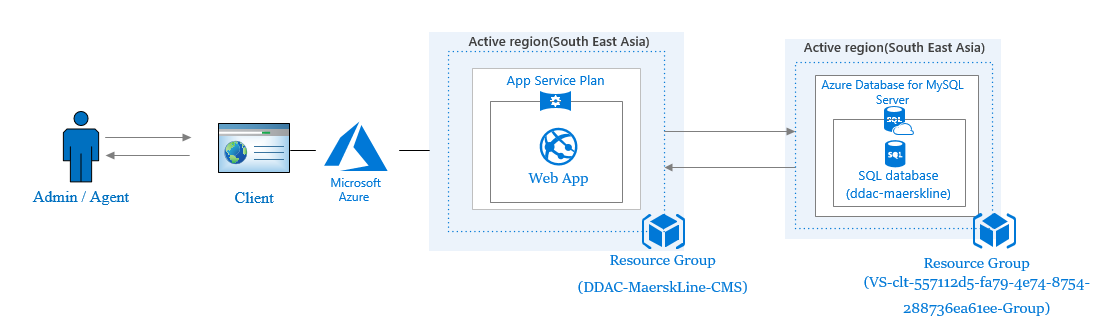 Active region(South East Asia)
App Service Plan
Web App
Active region(South East Asia)
Azure Database for MySQL
Server
SQL
SQL
SQL database
(ddac-maerskline)
Admin / Agent
Client
Microsoft
Azure
Resource Group
(DDAC-MaerskLine-CMS)
Resource Group
(VS-clt-557112d5-fa79-4e74-8754-
288736ea61ee-Group)